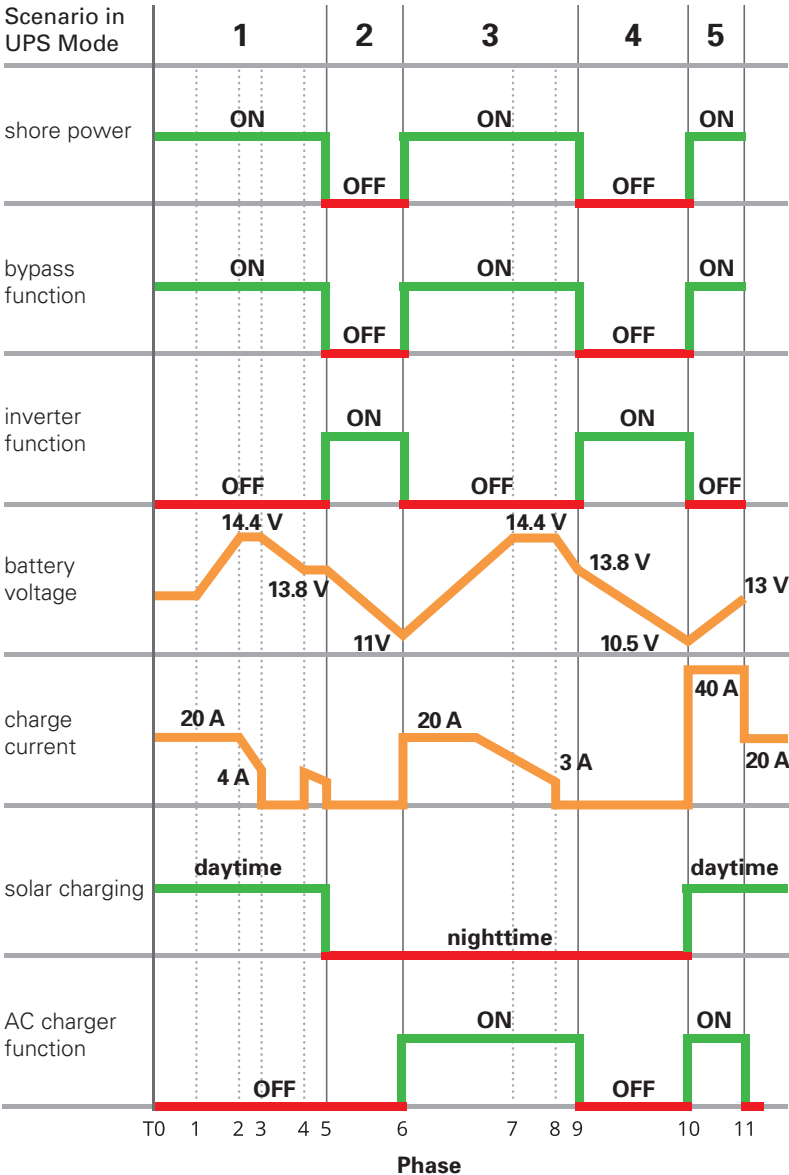 Scenario in
UPS Mode
1 2 3 4 5
shore power
ON ON ON
OFF OFF
bypass
function
ON ON ON
OFF OFF
inverter
function
ON ON
OFF OFF OFF
battery
voltage
14.4 V 14.4 V
13.8 V 13.8 V 13 V
11V 10.5 V
charge
current
20 A 20 A 40 A
4 A 3 A 20 A
solar charging
daytime daytime
nighttime
AC charger
function
ON ON
OFF OFF
T0 1 2 3 4 5 6 7 8 9 10 11
Phase